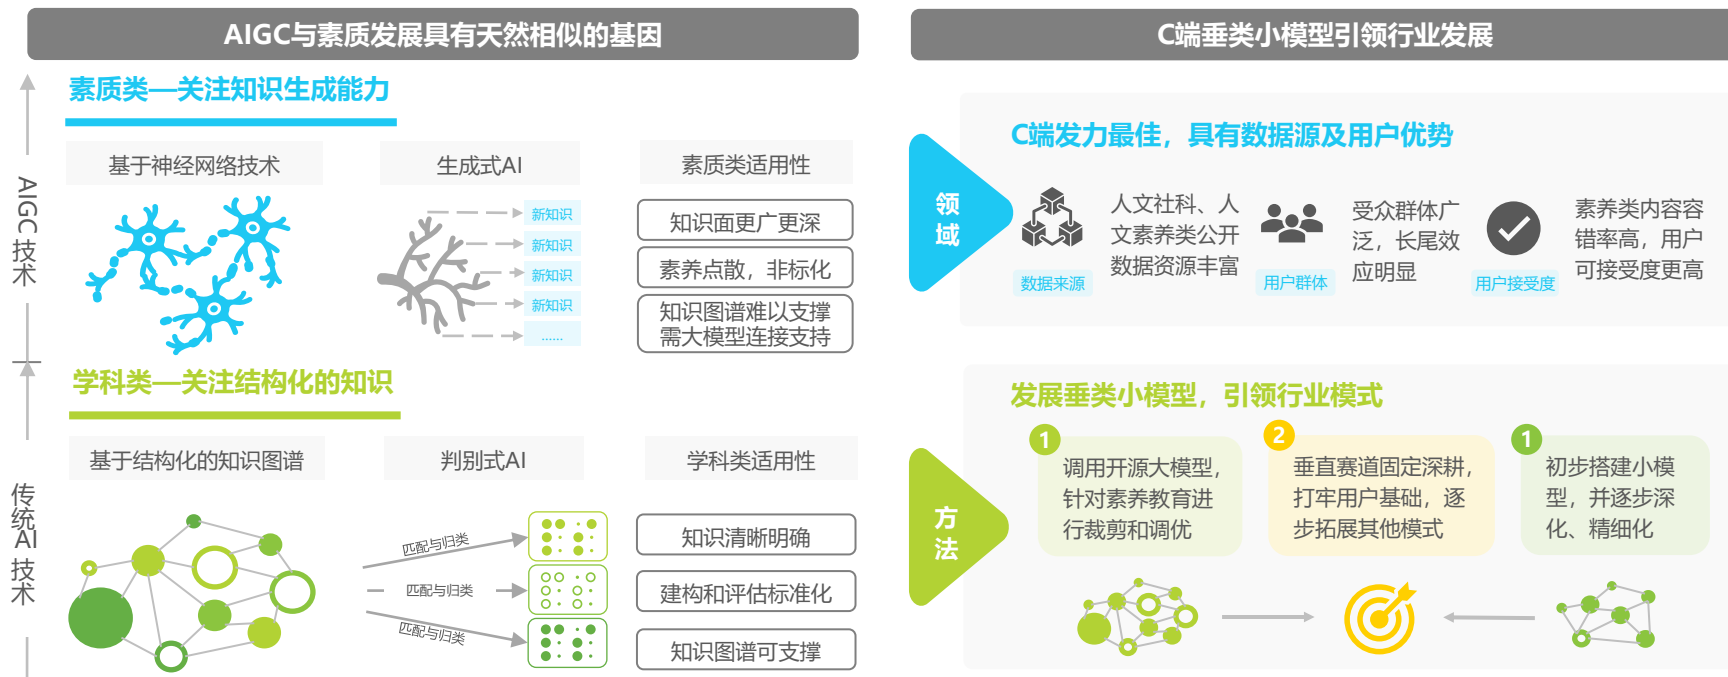 AIGC与素质发展具有天然相似的基因
素质类—关注知识生成能力
AIGC技术
基于神经网络技术
生成式AI
新知识
新知识
新知识
新知识
......
素质类适用性
知识面更广更深
素养点散，非标化
知识图谱难以支撑
需大模型连接支持
学科类—关注结构化的知识
传统AI技术
基于结构化的知识图谱
判别式AI
匹配与归类
匹配与归类
匹配与归类
学科类适用性
知识清晰明确
建构和评估标准化
知识图谱可支撑
C端垂类小模型引领行业发展
领域
C端发力最佳，具有数据源及用户优势
数据来源
人文社科、人
文素养类公开
数据资源丰富
用户群体
受众群体广
泛，长尾效
应明显
用户接受度
素养类内容容
错率高，用户
可接受度更高
方法
发展垂类小模型，引领行业模式
1
调用开源大模型，
针对素养教育进
行裁剪和调优
2
垂直赛道固定深耕，
打牢用户基础，逐
步拓展其他模式
1
初步搭建小模
型，并逐步深
化、精细化